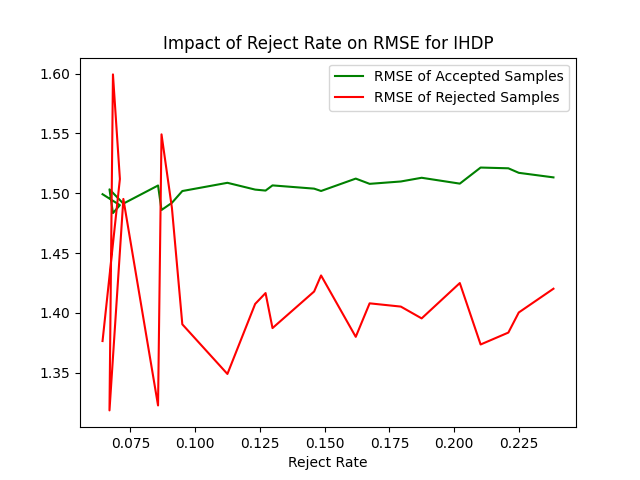 Impact of Reject Rate on RMSE for IHDP
RMSE of Accepted Samples
RMSE of Rejected Samples
1.60
1.55
1.50
1.45
1.40
1.35
0.075 0.100 0.125 0.150 0.175 0.200 0.225
Reject Rate